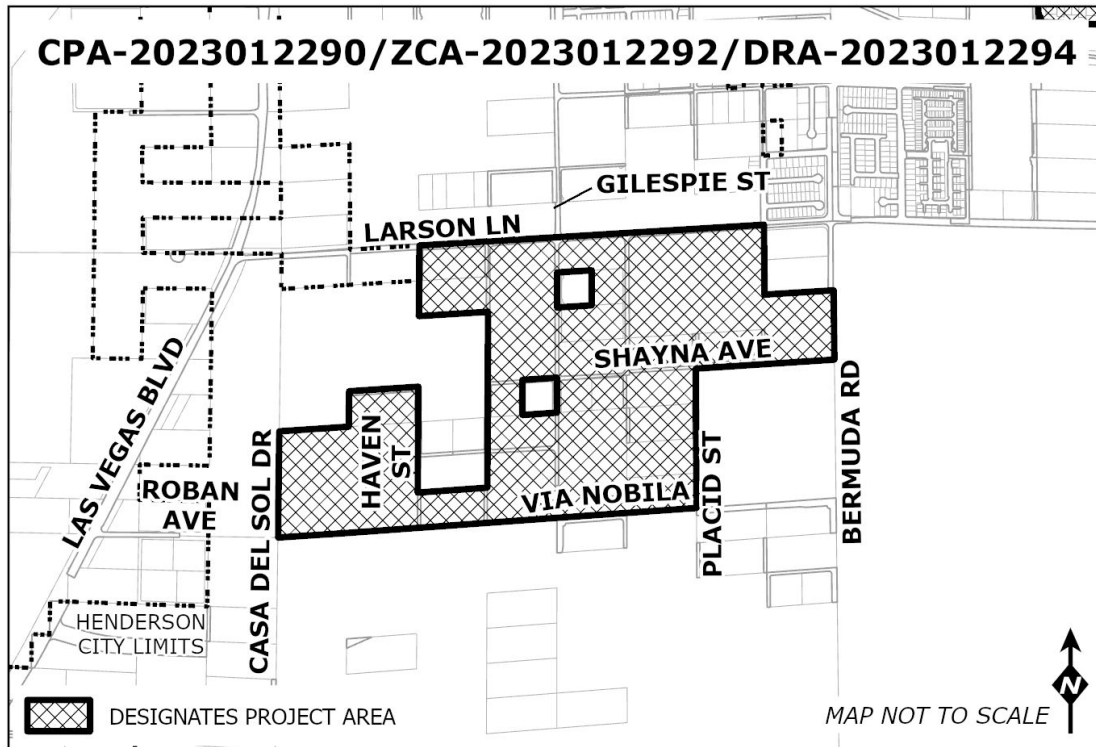 CPA-2023012290/ZCA-2023012292/DRA-2023012294
GILESPIE ST
LARSON LN
SHAYNA AVE
LAS VEGAS BLVD
ROBAN
AVE
CASA DEL SOL DR
HAVEN
ST
VIA NOBILA
PLACID ST
BERMUDA RD
HENDERSON
CITY LIMITS
DESIGNATES PROJECT AREA
MAP NOT TO SCALE
N